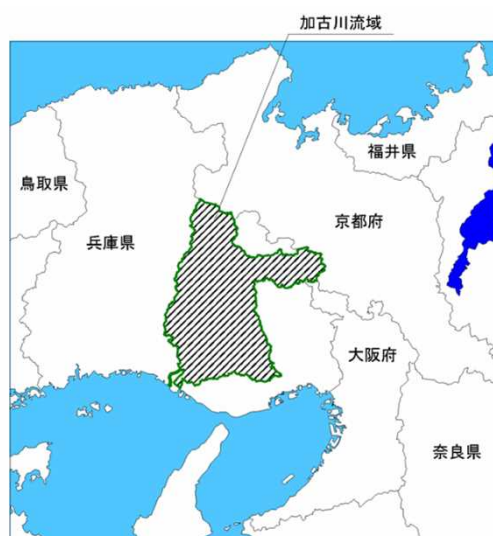 加古川流域
福井県
鳥取県
京都府
兵庫県
大阪府
奈良県